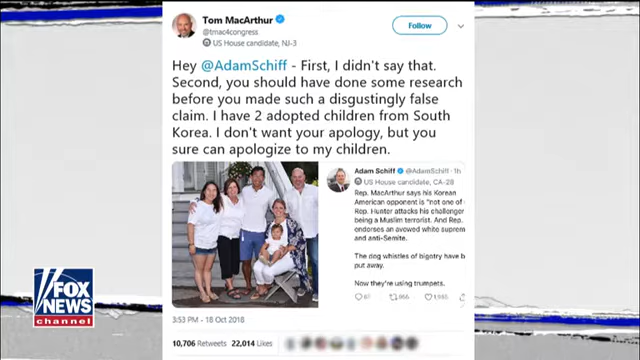 Tom MacArthur
@tmac4congress
US House candidate, NJ-3
Follow
Hey @AdamSchiff - First, I didn't say that.
Second, you should have done some research
before you made such a disgustingly false
claim. I have 2 adopted children from South
Korea. I don't want your apology, but you
sure can apologize to my children.
Adam Schiff @AdamSchiff · 1h
US House candidate, CA-28
Rep. MacArthur says his Korean
American opponent is "not one of
Rep. Hunter attacks his challenger
being a Muslim terrorist. And Rep.
endorses an avowed white suprem
and anti-Semite.
The dog whistles of bigotry have b
put away.
Now they're using trumpets.
3:53 PM - 18 Oct 2018
10,706 Retweets 22,014 Likes
FOX
NEWS
channel